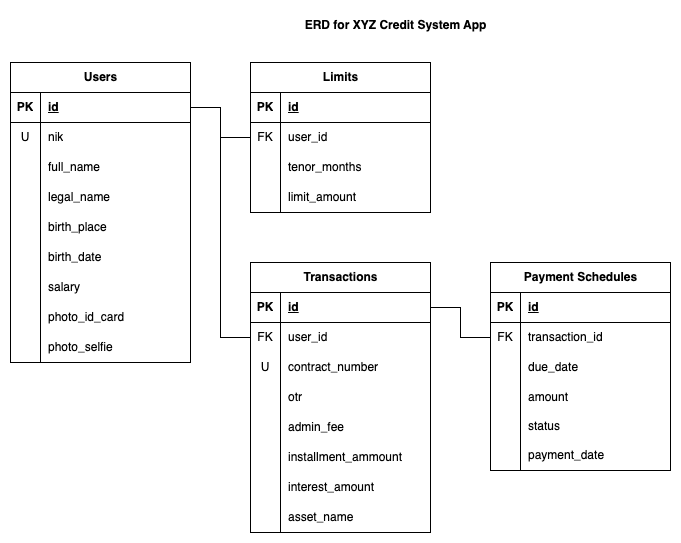 ERD for XYZ Credit System App
Users
PK id
U nik
full_name
legal_name
birth_place
birth_date
salary
photo_id_card
photo_selfie
Limits
PK id
FK user_id
tenor_months
limit_amount
Transactions
PK id
FK user_id
U contract_number
otr
admin_fee
installment_ammount
interest_amount
asset_name
Payment Schedules
PK id
FK transaction_id
due_date
amount
status
payment_date